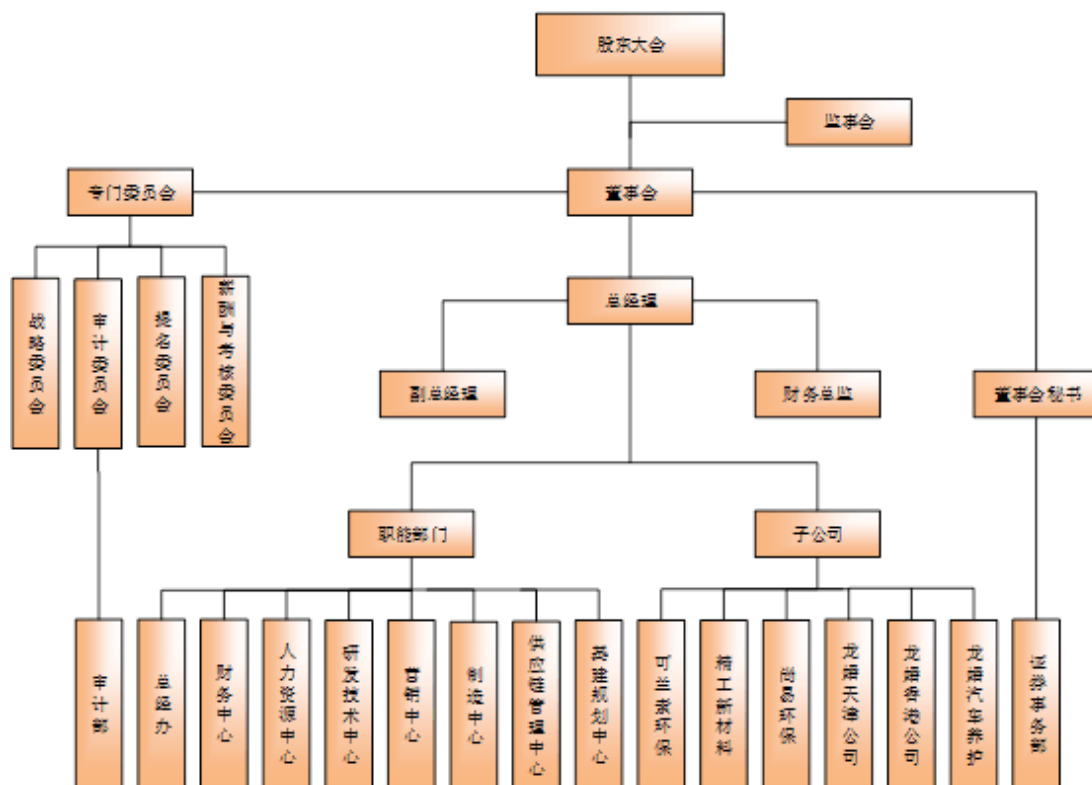 股东大会
监事会
专门委员会
董事会
总经理
战略委员会
审计委员会
提名委员会
薪酬与考核委员会
副总经理
财务总监
董事会秘书
职能部门
子公司
审计部
总经办
财务中心
人力资源中心
研发技术中心
营销中心
制造中心
供应链管理中心
基建规划中心
可兰素环保
精工新材料
尚易环保
龙蟠天津公司
龙蟠香港公司
龙蟠汽车养护
证券事务部